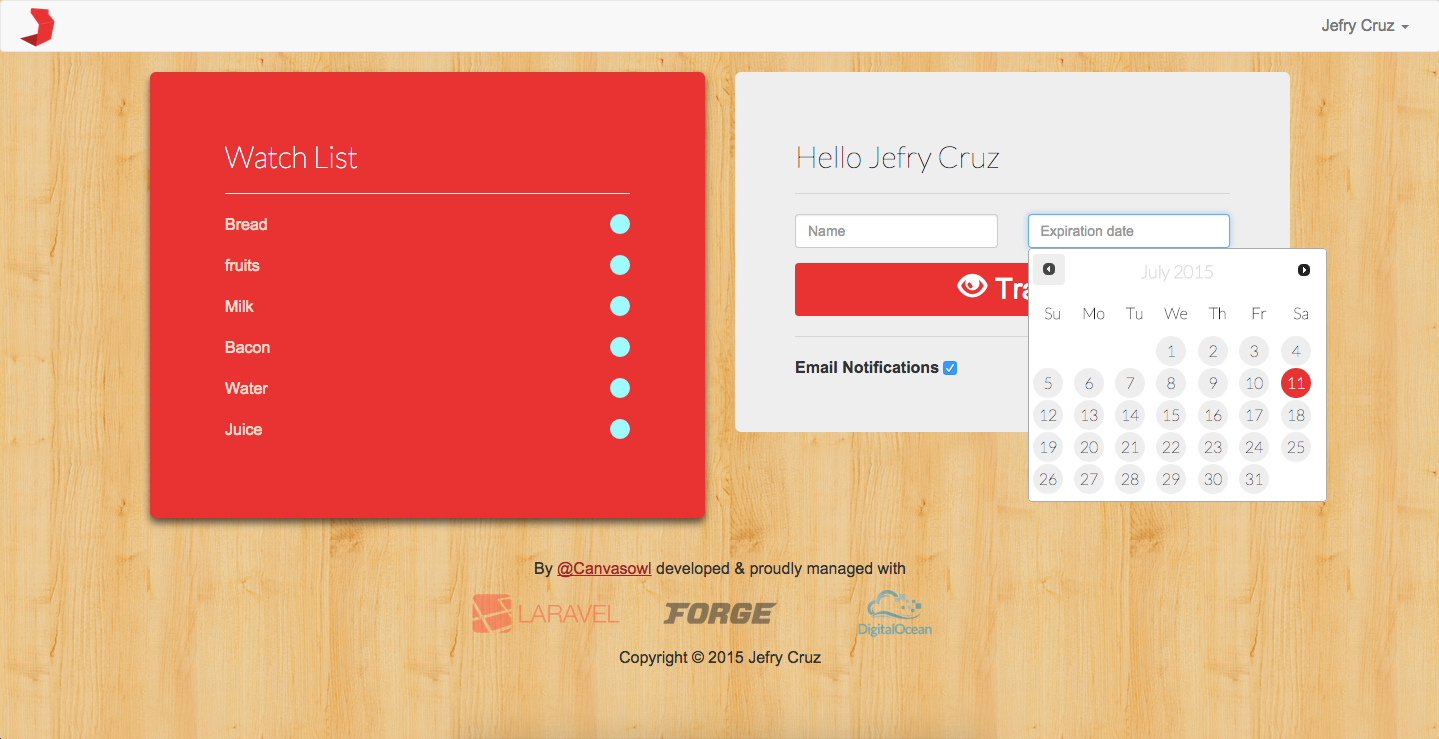 Jefry Cruz
Watch List
Bread
fruits
Milk
Bacon
Water
Juice
Hello Jefry Cruz
Name
Expiration date
Email Notifications
July 2015
Su Mo Tu We Th Fr Sa
1 2 3 4
5 6 7 8 9 10 11
12 13 14 15 16 17 18
19 20 21 22 23 24 25
26 27 28 29 30 31
By @Canvasowl developed & proudly managed with
LARAVEL FORGE DigitalOcean
Copyright © 2015 Jefry Cruz